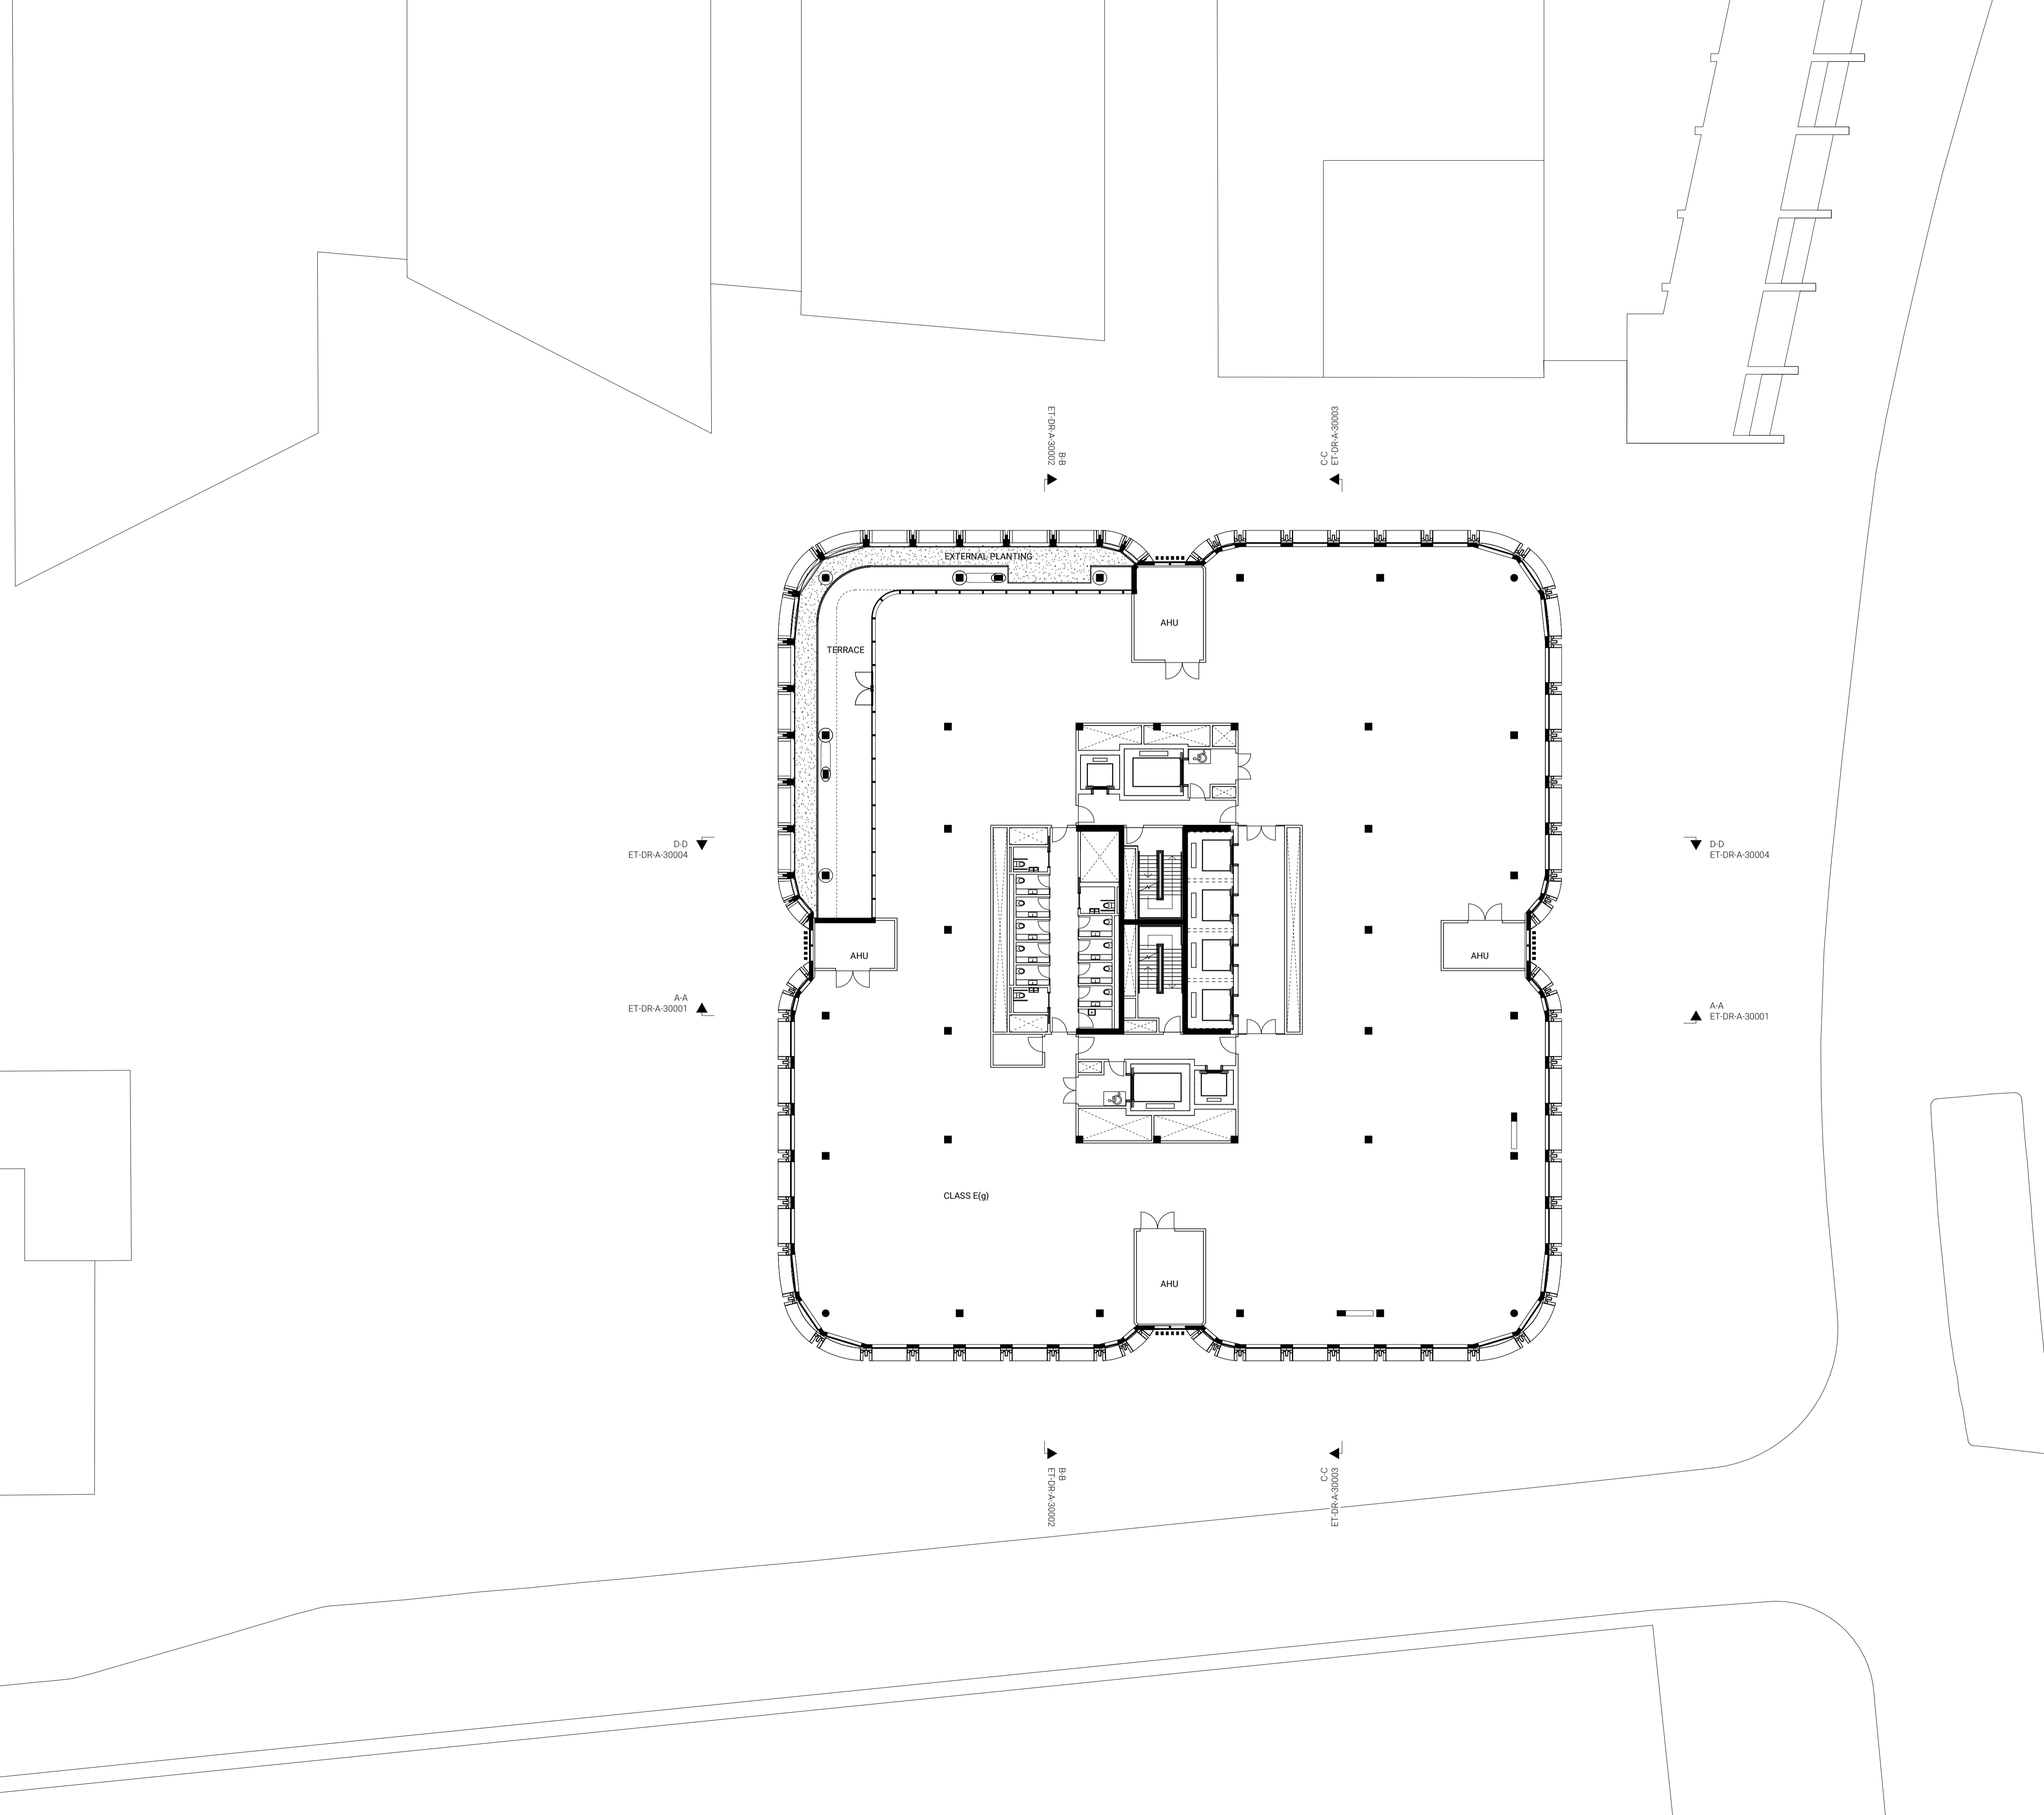 ET-DR-A-30002
B-B
C-C
ET-DR-A-30003
EXTERNAL PLANTING
AHU
TERRACE
D-D
ET-DR-A-30004
D-D
ET-DR-A-30004
AHU
AHU
A-A
ET-DR-A-30001
A-A
ET-DR-A-30001
CLASS E(g)
AHU
B-B
ET-DR-A-30002
C-C
ET-DR-A-30003